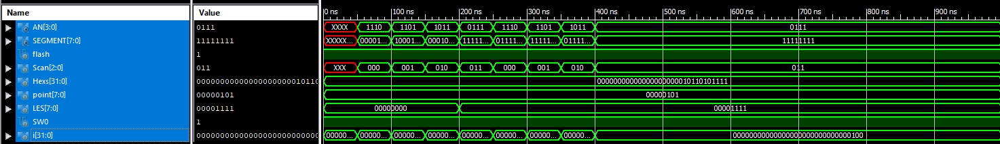 Name Value 0 ns 100 ns 200 ns 300 ns 400 ns 500 ns 600 ns 700 ns 800 ns 900 ns
AN[3:0] 0111 XXXX 1110 1101 1011 0111 1110 1101 1011 0111
SEGMENT[7:0] 11111111 XXXXX... 00001... 10001... 00010... 11111... 01111... 11111... 01111... 11111111
flash 1
Scan[2:0] 011 XXX 000 001 010 011 000 001 010 011
Hexs[31:0] 00000000000000000000010110 00000000000000000000010110101111
point[7:0] 00000101 00000101
LES[7:0] 00001111 00000000 00001111
SW0 1
i[31:0] 00000000000000000000000000 00000... 00000... 00000... 00000... 00000... 00000... 00000... 00000... 00000000000000000000000000000100